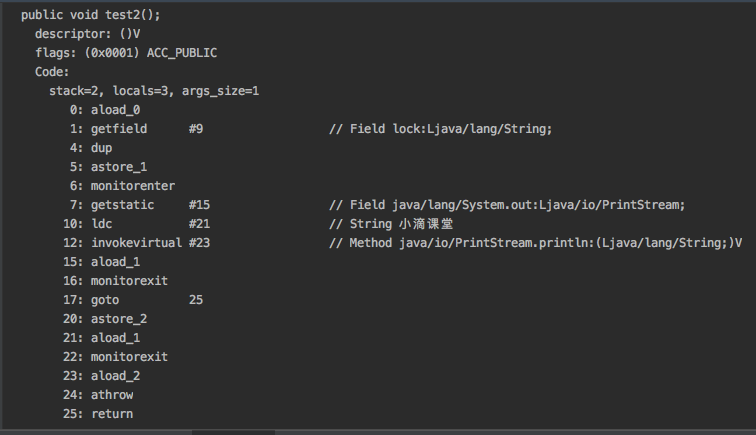 public void test2();
descriptor: ()V
flags: (0x0001) ACC_PUBLIC
Code:
stack=2, locals=3, args_size=1
0: aload_0
1: getfield #9 // Field lock:Ljava/lang/String;
4: dup
5: astore_1
6: monitorenter
7: getstatic #15 // Field java/lang/System.out:Ljava/io/PrintStream;
10: ldc #21 // String 小滴课堂
12: invokevirtual #23 // Method java/io/PrintStream.println:(Ljava/lang/String;)V
15: aload_1
16: monitorexit
17: goto 25
20: astore_2
21: aload_1
22: monitorexit
23: aload_2
24: athrow
25: return